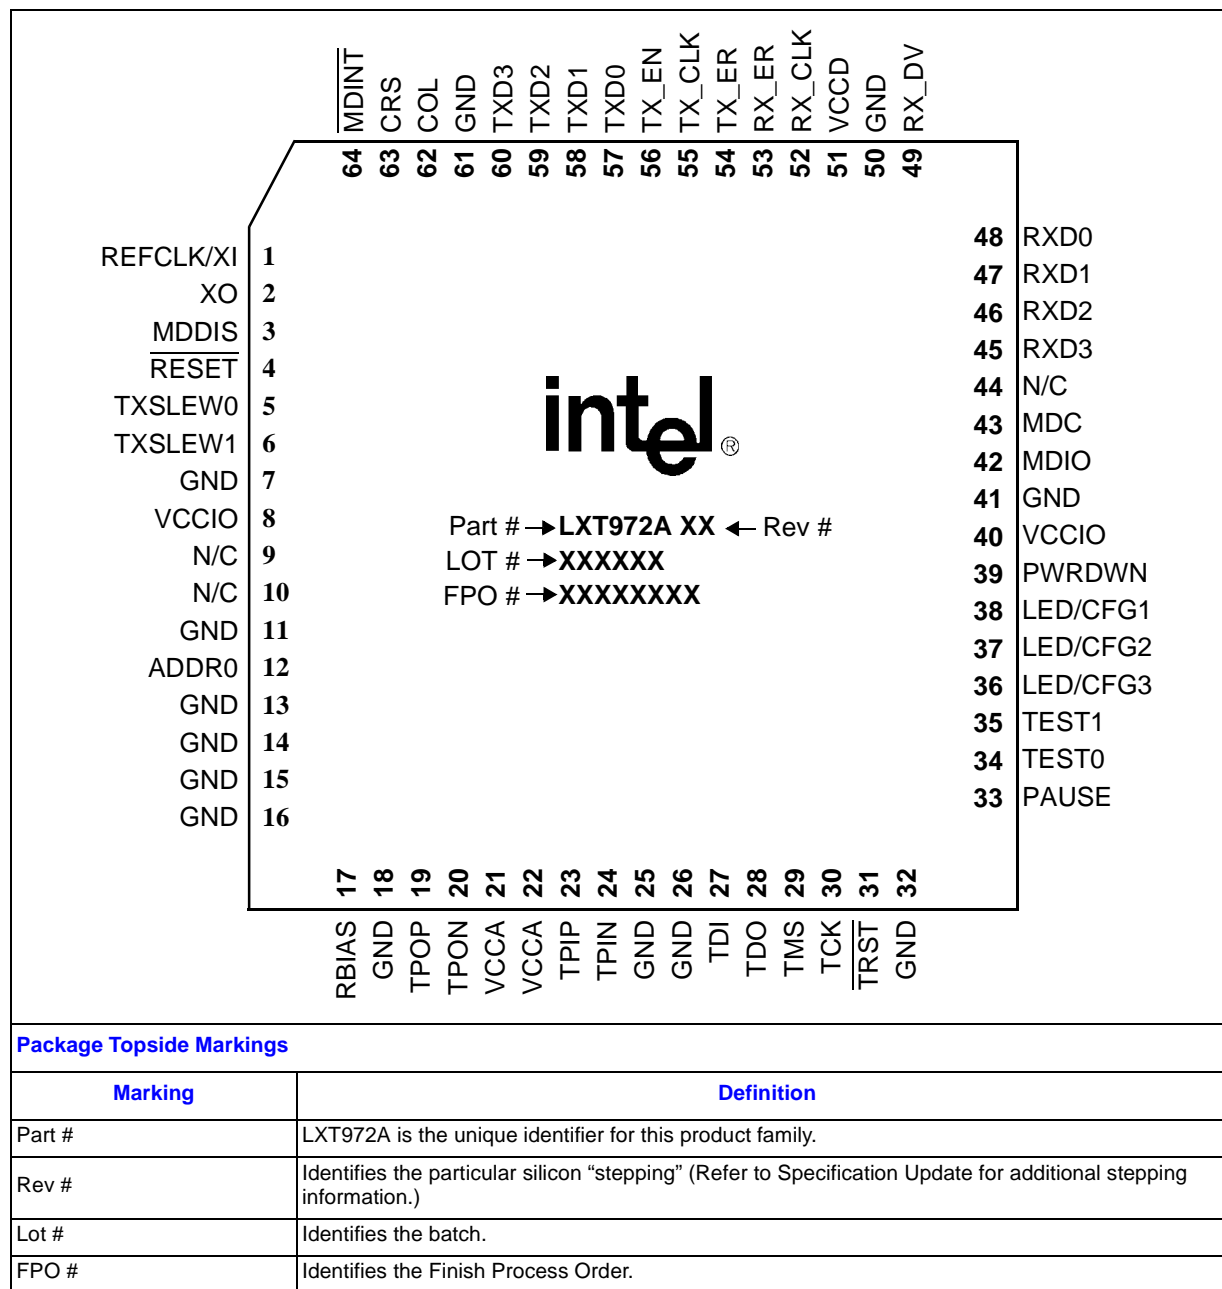 MDINT CRS COL GND TXD3 TXD2 TXD1 TXD0 TX_EN TX_CLK TX_ER RX_ER RX_CLK VCCD GND RX_DV
64 63 62 61 60 59 58 57 56 55 54 53 52 51 50 49
REFCLK/XI 1
XO 2
MDDIS 3
RESET 4
TXSLEW0 5
TXSLEW1 6
GND 7
VCCIO 8
N/C 9
N/C 10
GND 11
ADDR0 12
GND 13
GND 14
GND 15
GND 16
intel®
Part # LXT972A XX Rev #
LOT # XXXXXX
FPO # XXXXXXXX
48 RXD0
47 RXD1
46 RXD2
45 RXD3
44 N/C
43 MDC
42 MDIO
41 GND
40 VCCIO
39 PWRDWN
38 LED/CFG1
37 LED/CFG2
36 LED/CFG3
35 TEST1
34 TEST0
33 PAUSE
17 18 19 20 21 22 23 24 25 26 27 28 29 30 31 32
RBIAS GND TPOP TPON VCCA VCCA TPIP TPIN GND GND TDI TDO TMS TCK TRST GND
Package Topside Markings
Marking Definition
Part # LXT972A is the unique identifier for this product family.
Rev # Identifies the particular silicon “stepping” (Refer to Specification Update for additional stepping
information.)
Lot # Identifies the batch.
FPO # Identifies the Finish Process Order.